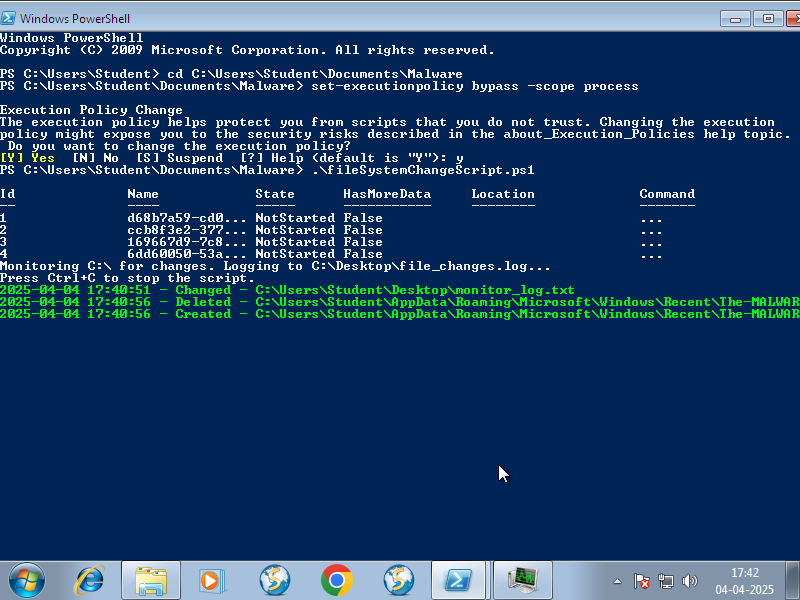 Windows PowerShell
Windows PowerShell
Copyright (C) 2009 Microsoft Corporation. All rights reserved.
PS C:\Users\Student> cd C:\Users\Student\Documents\Malware
PS C:\Users\Student\Documents\Malware> set-executionpolicy bypass -scope process
Execution Policy Change
The execution policy helps protect you from scripts that you do not trust. Changing the execution
policy might expose you to the security risks described in the about_Execution_Policies help topic.
Do you want to change the execution policy?
[Y] Yes [N] No [S] Suspend [?] Help (default is "Y"): y
PS C:\Users\Student\Documents\Malware> .\fileSystemChangeScript.ps1
Id Name State HasMoreData Location Command
-- ---- ----- ----------- -------- -------
1 d68b7a59-cd0... NotStarted False ...
2 ccb8f3e2-377... NotStarted False ...
3 169667d9-7c8... NotStarted False ...
4 6dd60050-53a... NotStarted False ...
Monitoring C:\ for changes. Logging to C:\Desktop\file_changes.log...
Press Ctrl+C to stop the script.
2025-04-04 17:40:51 - Changed - C:\Users\Student\Desktop\monitor_log.txt
2025-04-04 17:40:56 - Deleted - C:\Users\Student\AppData\Roaming\Microsoft\Windows\Recent\The-MALWAR
2025-04-04 17:40:56 - Created - C:\Users\Student\AppData\Roaming\Microsoft\Windows\Recent\The-MALWAR
17:42
04-04-2025